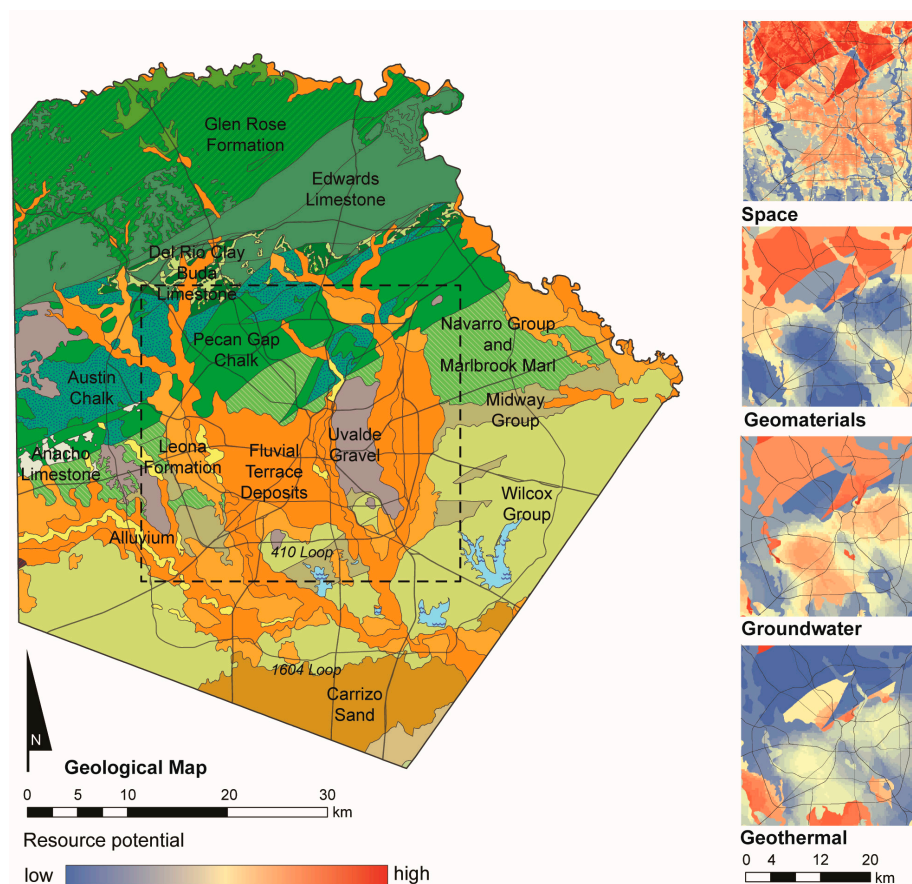 Glen Rose
Formation
Edwards
Limestone
Del Rio Clay
Buda
Limestone
Pecan Gap
Chalk
Navarro Group
and
Marlbrook Marl
Austin
Chalk
Midway
Group
Anacho
Limestone
Leona
Formation
Fluvial
Terrace
Deposits
Uvalde
Gravel
Wilcox
Group
Alluvium
410 Loop
1604 Loop
Carrizo
Sand
N
Geological Map
0 5 10 20 30
km
Resource potential
low high
Space
Geomaterials
Groundwater
Geothermal
0 4 12 20
km